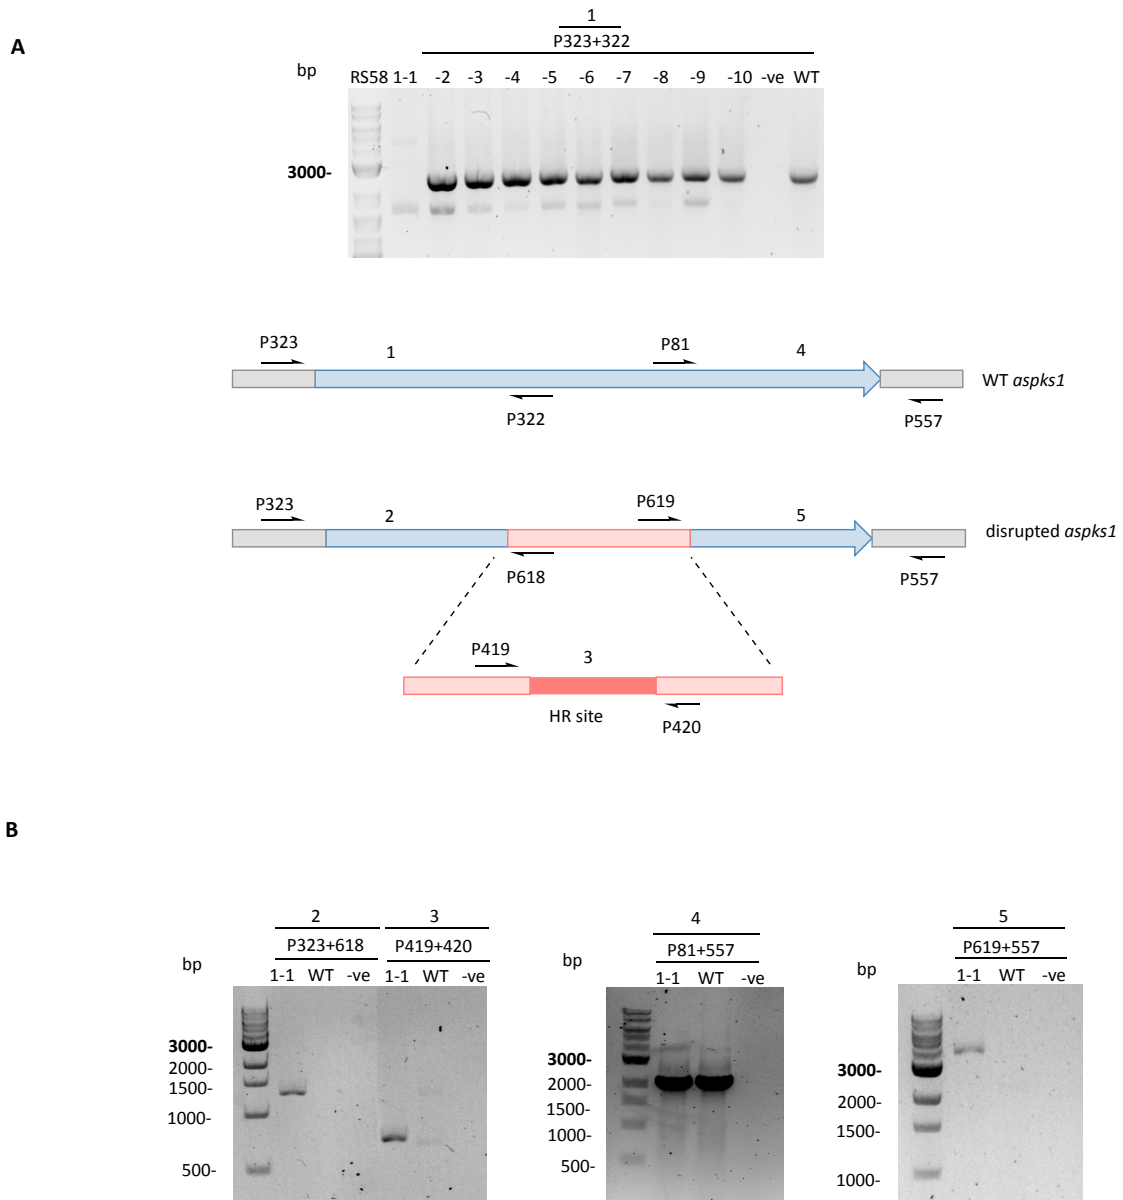 A
1
P323+322
bp
RS58 1-1 -2 -3 -4 -5 -6 -7 -8 -9 -10 -ve WT
3000-
P323 1 P81 4
WT aspks1
P322 P557
P323 2 P619 5
disrupted aspks1
P618 P557
P419 3
HR site
P420
B
2 3
P323+618 P419+420
bp
1-1 WT -ve 1-1 WT -ve
3000-
2000-
1500-
1000-
500-
4
P81+557
bp
1-1 WT -ve
3000-
2000-
1500-
1000-
500-
5
P619+557
bp
1-1 WT -ve
3000-
2000-
1500-
1000-